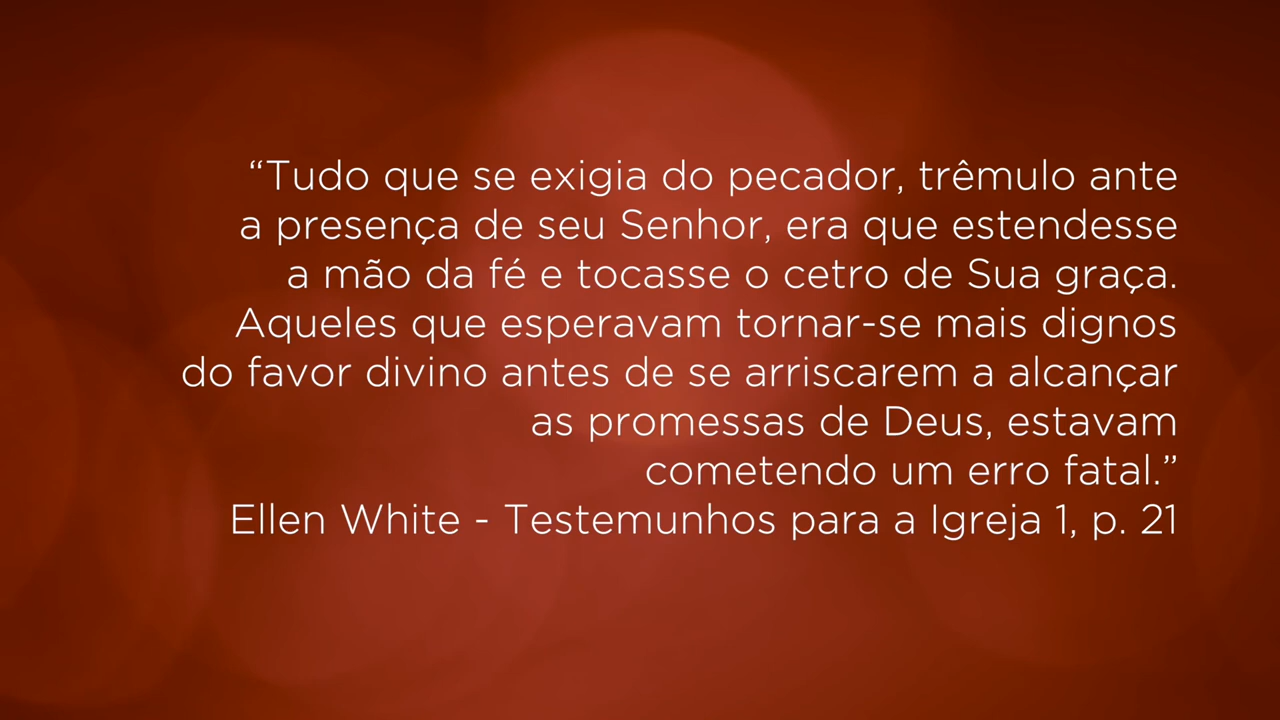 “Tudo que se exigia do pecador, trêmulo ante
a presença de seu Senhor, era que estendesse
a mão da fé e tocasse o cetro de Sua graça.
Aqueles que esperavam tornar-se mais dignos
do favor divino antes de se arriscarem a alcançar
as promessas de Deus, estavam
cometendo um erro fatal.”
Ellen White - Testemunhos para a Igreja 1, p. 21